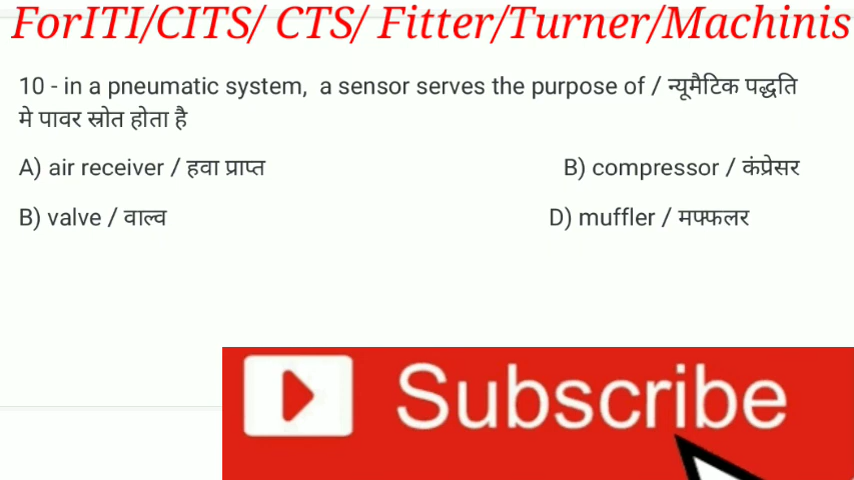 ForITI/CITS/ CTS/ Fitter/Turner/Machinis
10 - in a pneumatic system, a sensor serves the purpose of / न्यूमैटिक पद्धति
मे पावर स्रोत होता है
A) air receiver / हवा प्राप्त B) compressor / कंप्रेसर
B) valve / वाल्व D) muffler / मफ्फलर
Subscribe